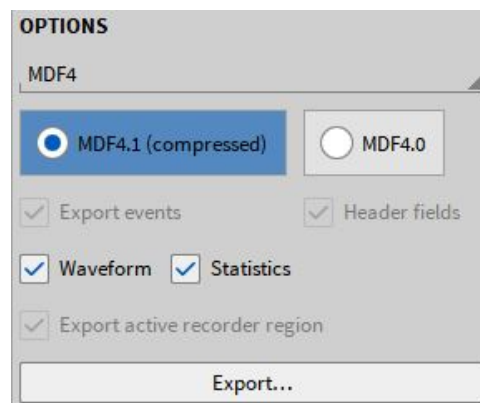 OPTIONS
MDF4
MDF4.1 (compressed) MDF4.0
Export events Header fields
Waveform Statistics
Export active recorder region
Export...